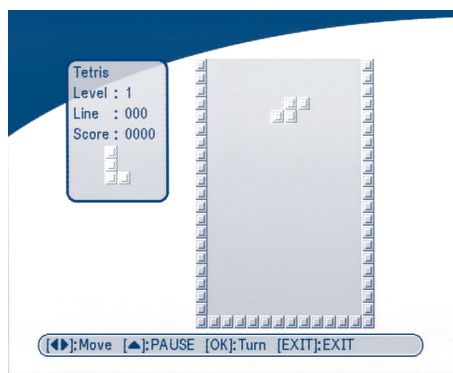 Tetris
Level : 1
Line : 000
Score : 0000
[◀▶]:Move [▲]:PAUSE [OK]:Turn [EXIT]:EXIT